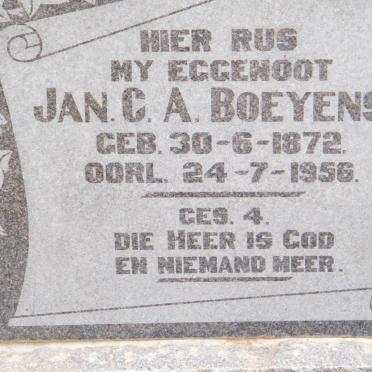 HIER RUS
MY EGGENOOT
JAN. C. A. BOEYENS
GEB. 30-6-1872.
OORL. 24-7-1956.
GES. 4.
DIE HEER IS GOD
EN NIEMAND MEER.